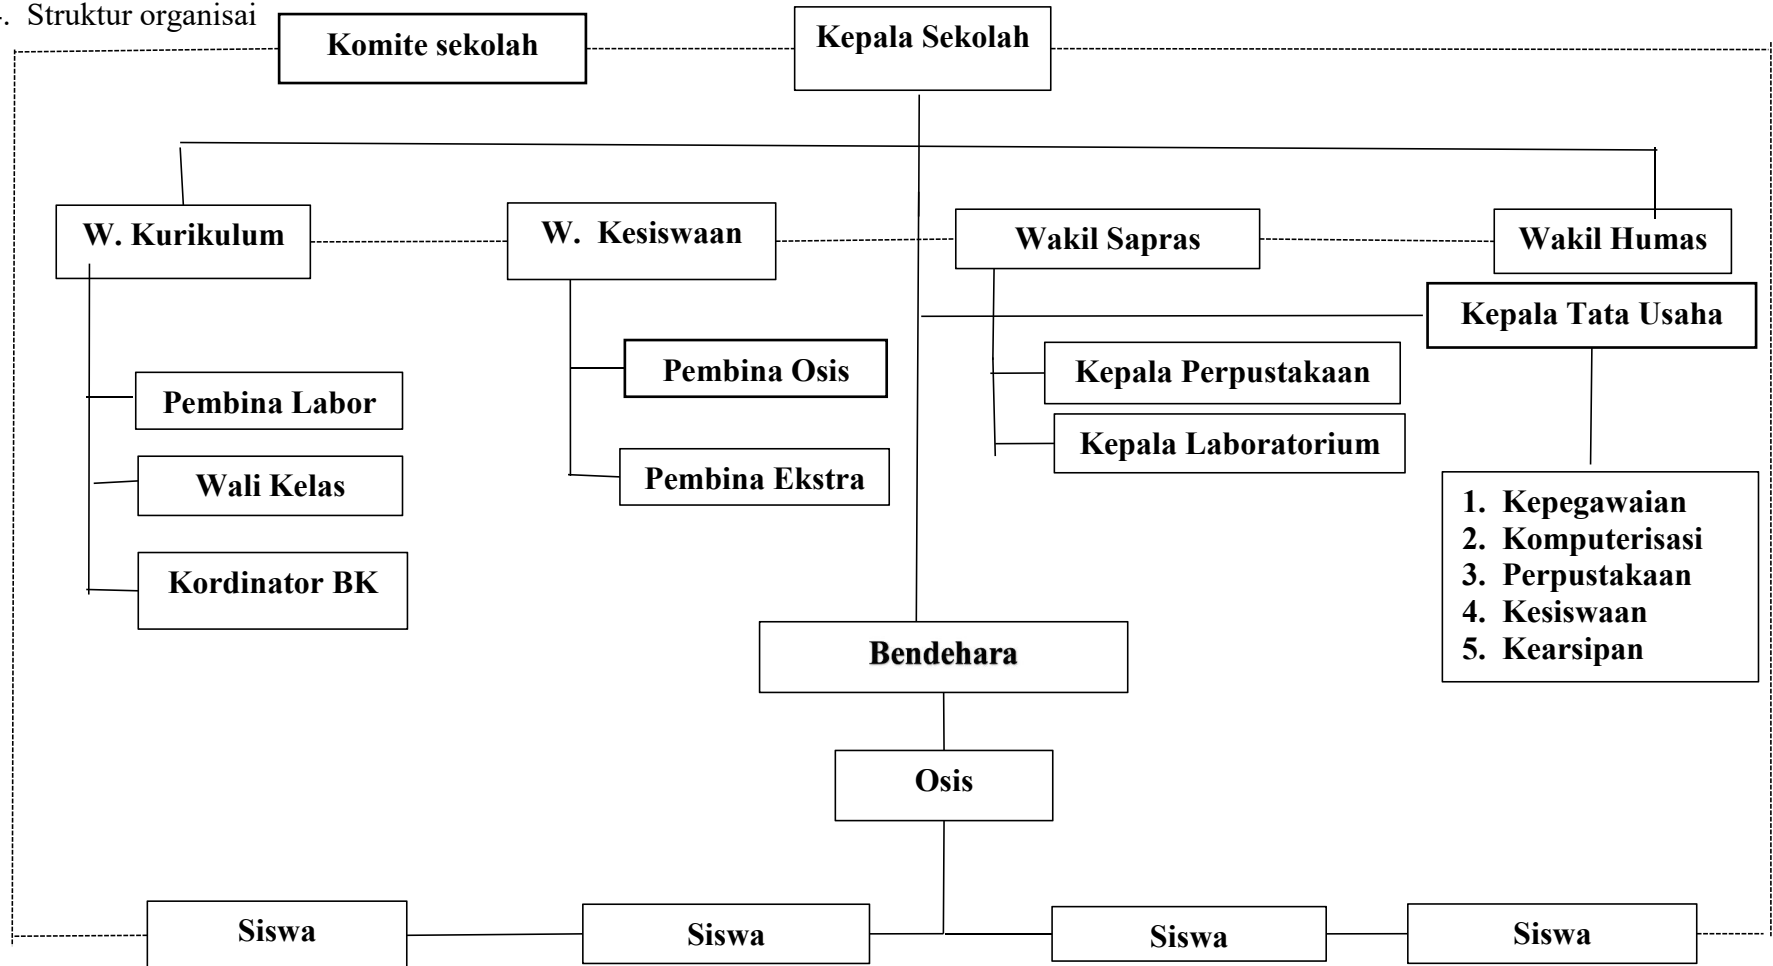 . Struktur organisai
Komite sekolah
Kepala Sekolah
W. Kurikulum
W. Kesiswaan
Wakil Sapras
Wakil Humas
Kepala Tata Usaha
Pembina Labor
Wali Kelas
Kordinator BK
Pembina Osis
Pembina Ekstra
Kepala Perpustakaan
Kepala Laboratorium
1. Kepegawaian
2. Komputerisasi
3. Perpustakaan
4. Kesiswaan
5. Kearsipan
Bendehara
Osis
Siswa
Siswa
Siswa
Siswa